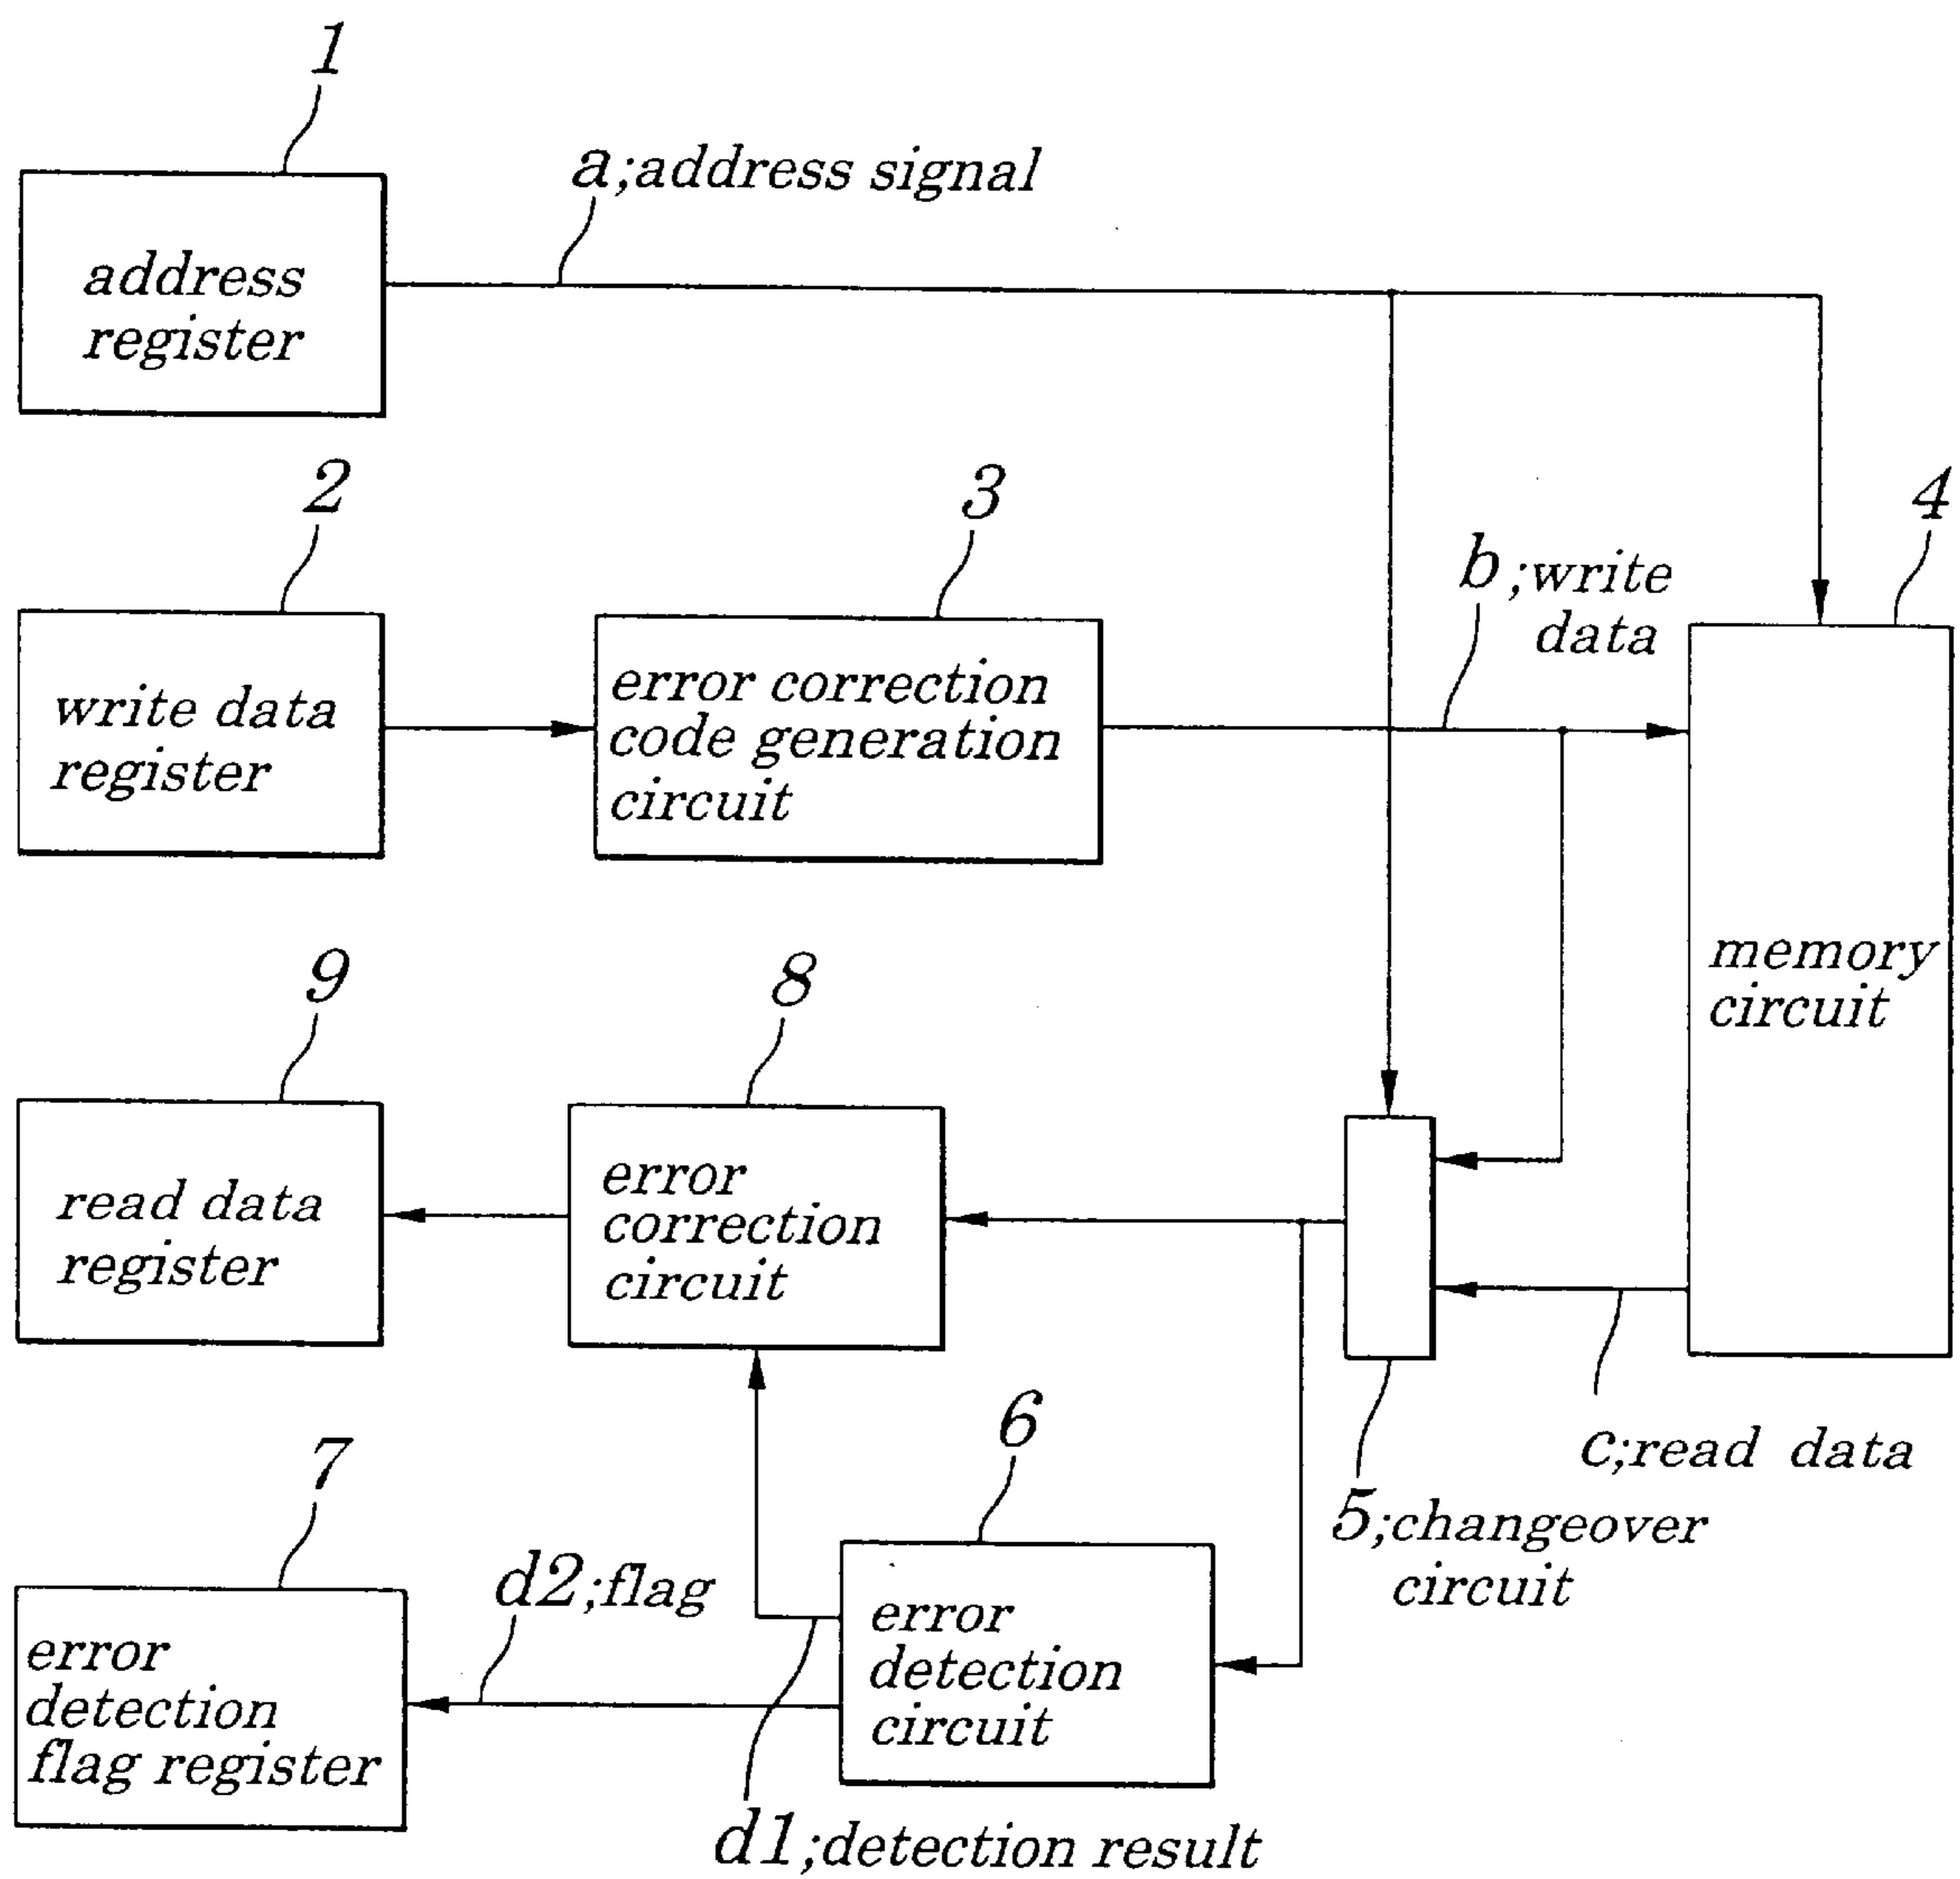 1
a;address signal
address
register
2
3
4
b;write
data
write data
register
error correction
code generation
circuit
memory
circuit
9
8
read data
register
error
correction
circuit
c;read data
5;changeover
circuit
7
6
d2;flag
error
detection
flag register
error
detection
circuit
d1;detection result